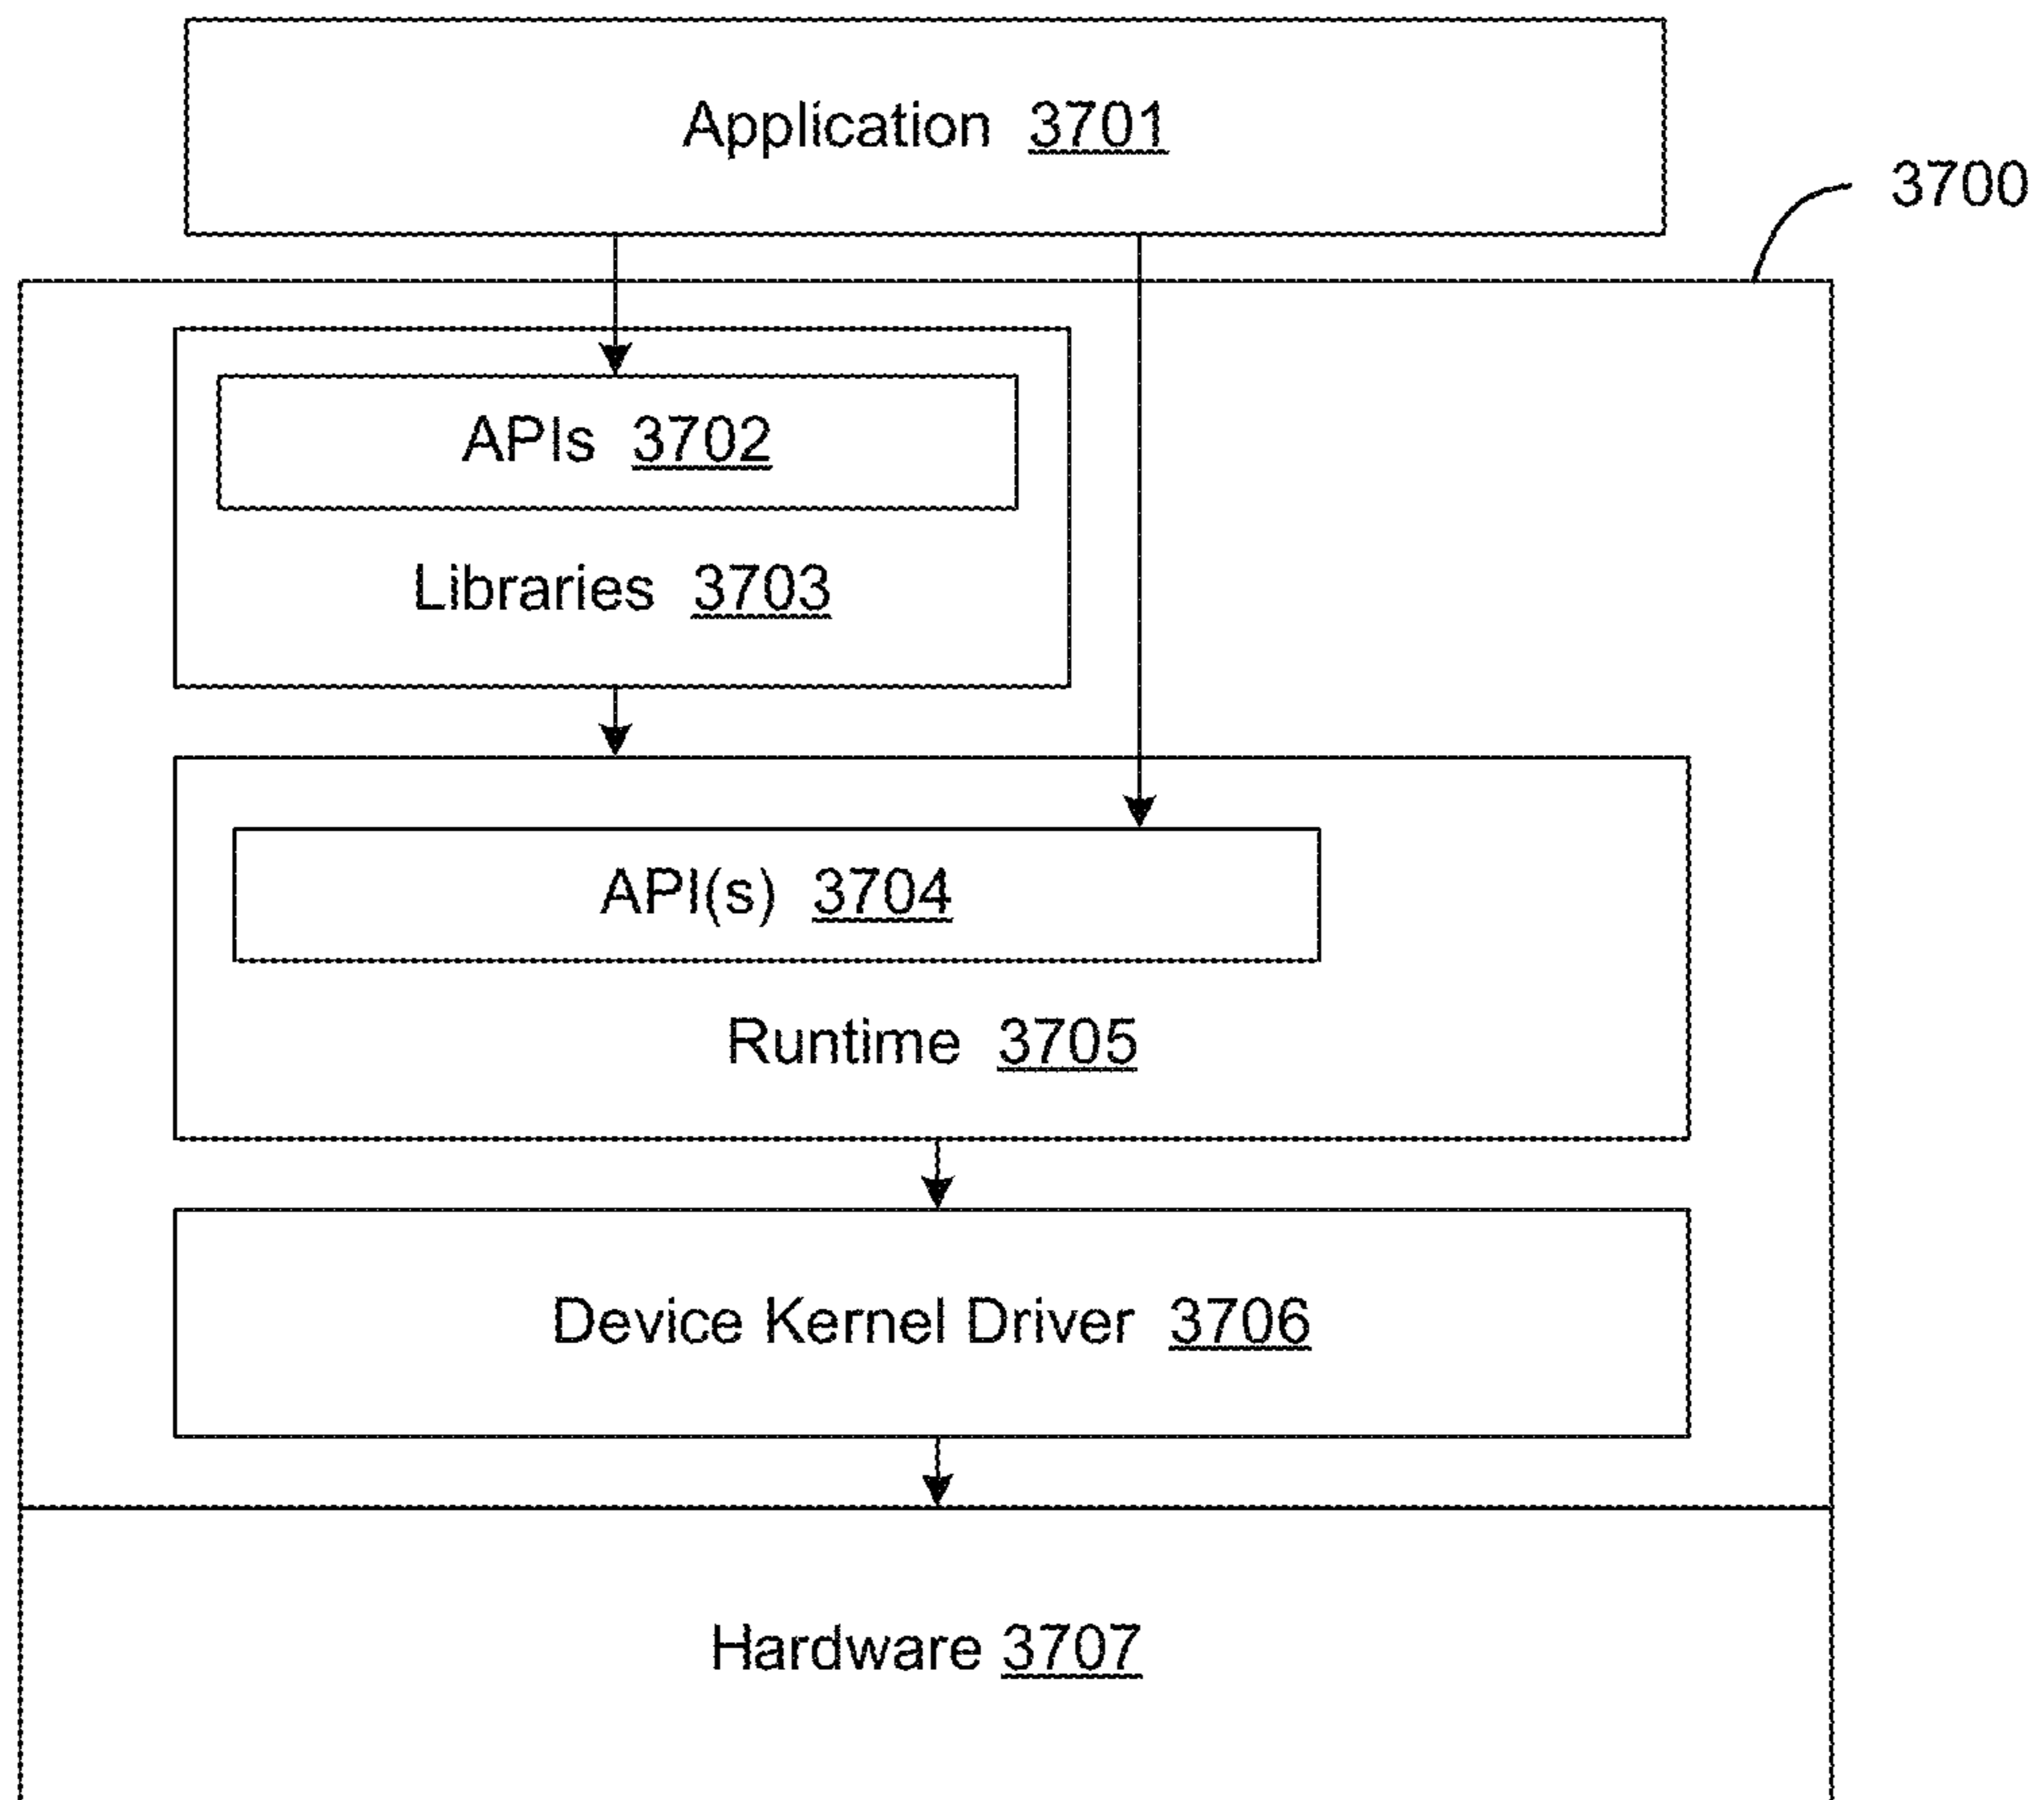 Application 3701
3700
APIs 3702
Libraries 3703
API(s) 3704
Runtime 3705
Device Kernel Driver 3706
Hardware 3707